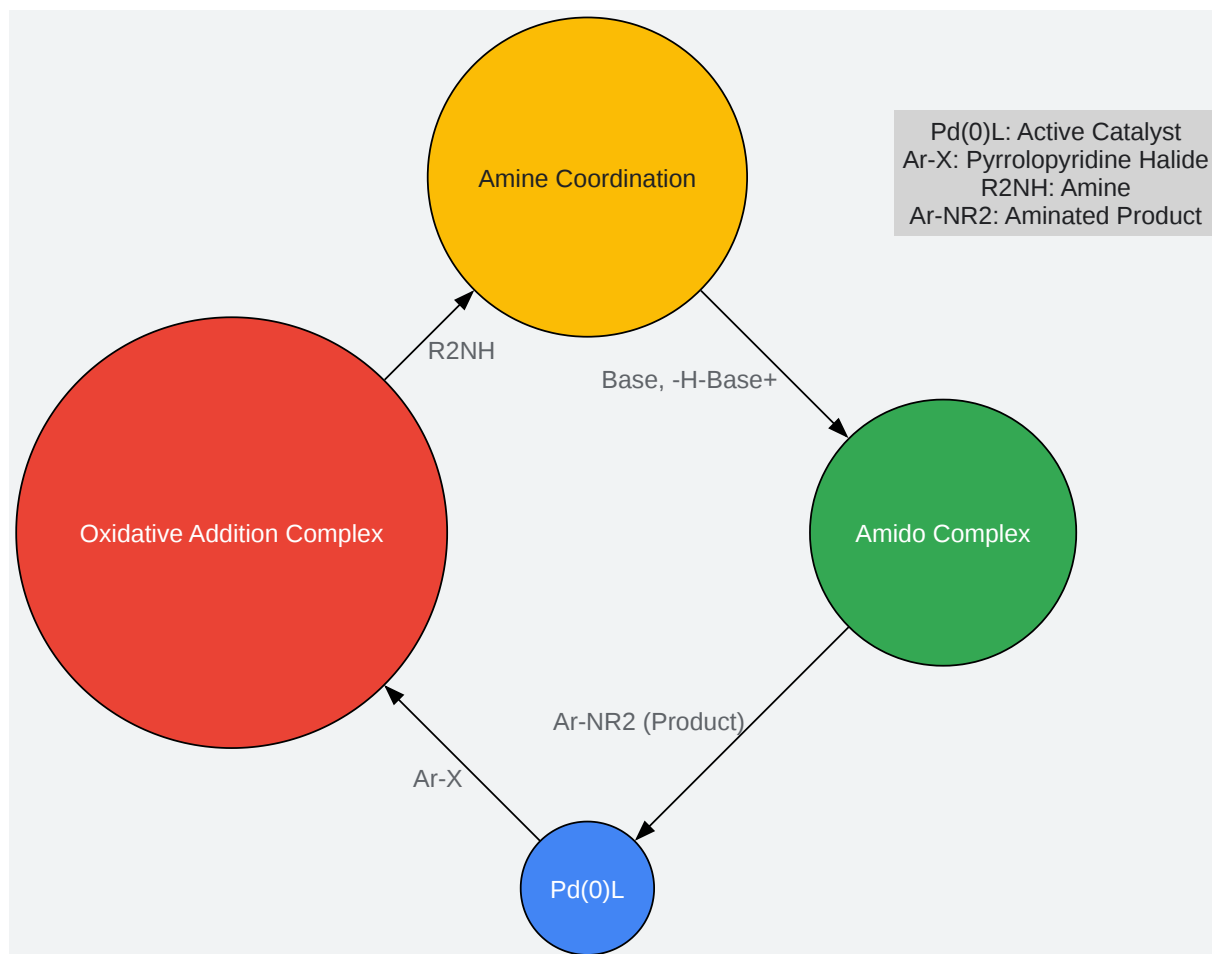 Amine Coordination
Pd(0)L: Active Catalyst
Ar-X: Pyrrolopyridine Halide
R2NH: Amine
Ar-NR2: Aminated Product
R2NH
Base, -H-Base+
Oxidative Addition Complex
Amido Complex
Ar-NR2 (Product)
Ar-X
Pd(0)L